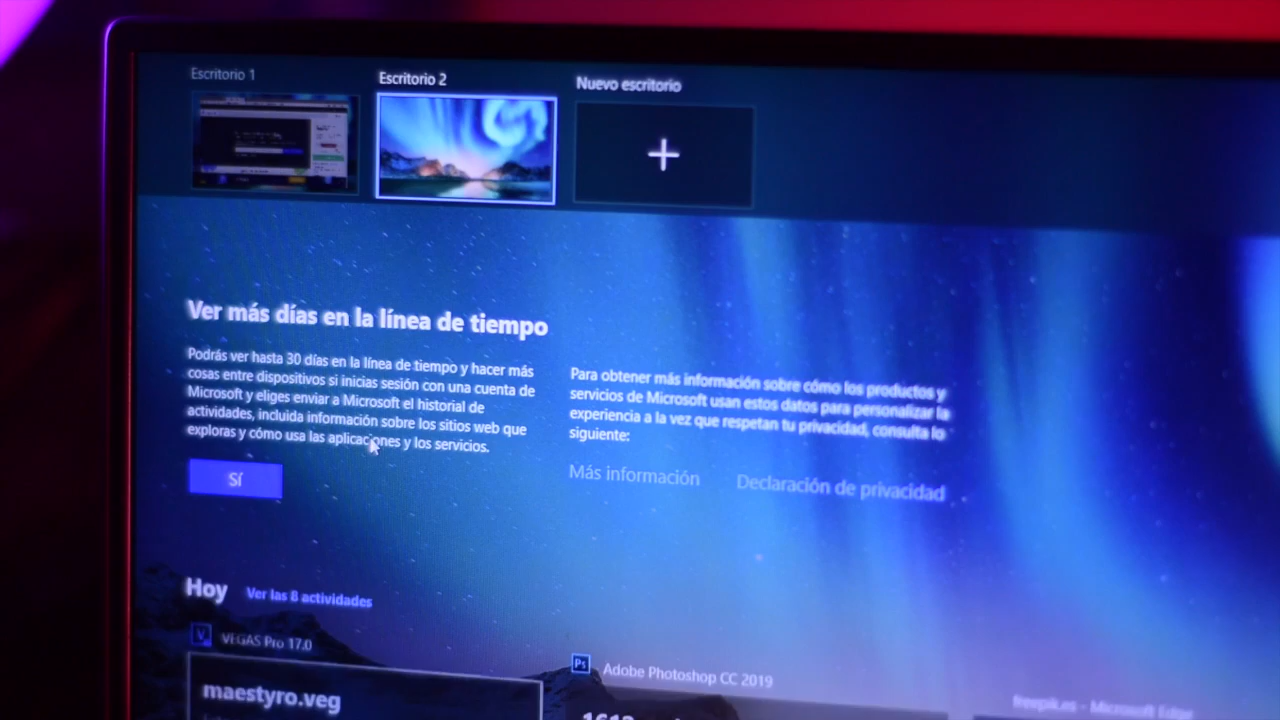 Escritorio 1
Escritorio 2
Nuevo escritorio
Ver más días en la línea de tiempo
Podrás ver hasta 30 días en la línea de tiempo y hacer más
cosas entre dispositivos si inicias sesión con una cuenta de
Microsoft y eliges enviar a Microsoft el historial de
actividades, incluida información sobre los sitios web que
exploras y cómo usa las aplicaciones y los servicios.
Sí
Para obtener más información sobre cómo los productos y
servicios de Microsoft usan estos datos para personalizar la
experiencia a la vez que respetan tu privacidad, consulta lo
siguiente:
Más información
Declaración de privacidad
Hoy
Ver las 8 actividades
VEGAS Pro 17.0
maestyro.veg
Ps
Adobe Photoshop CC 2019
freepik.es - Microsoft Edge